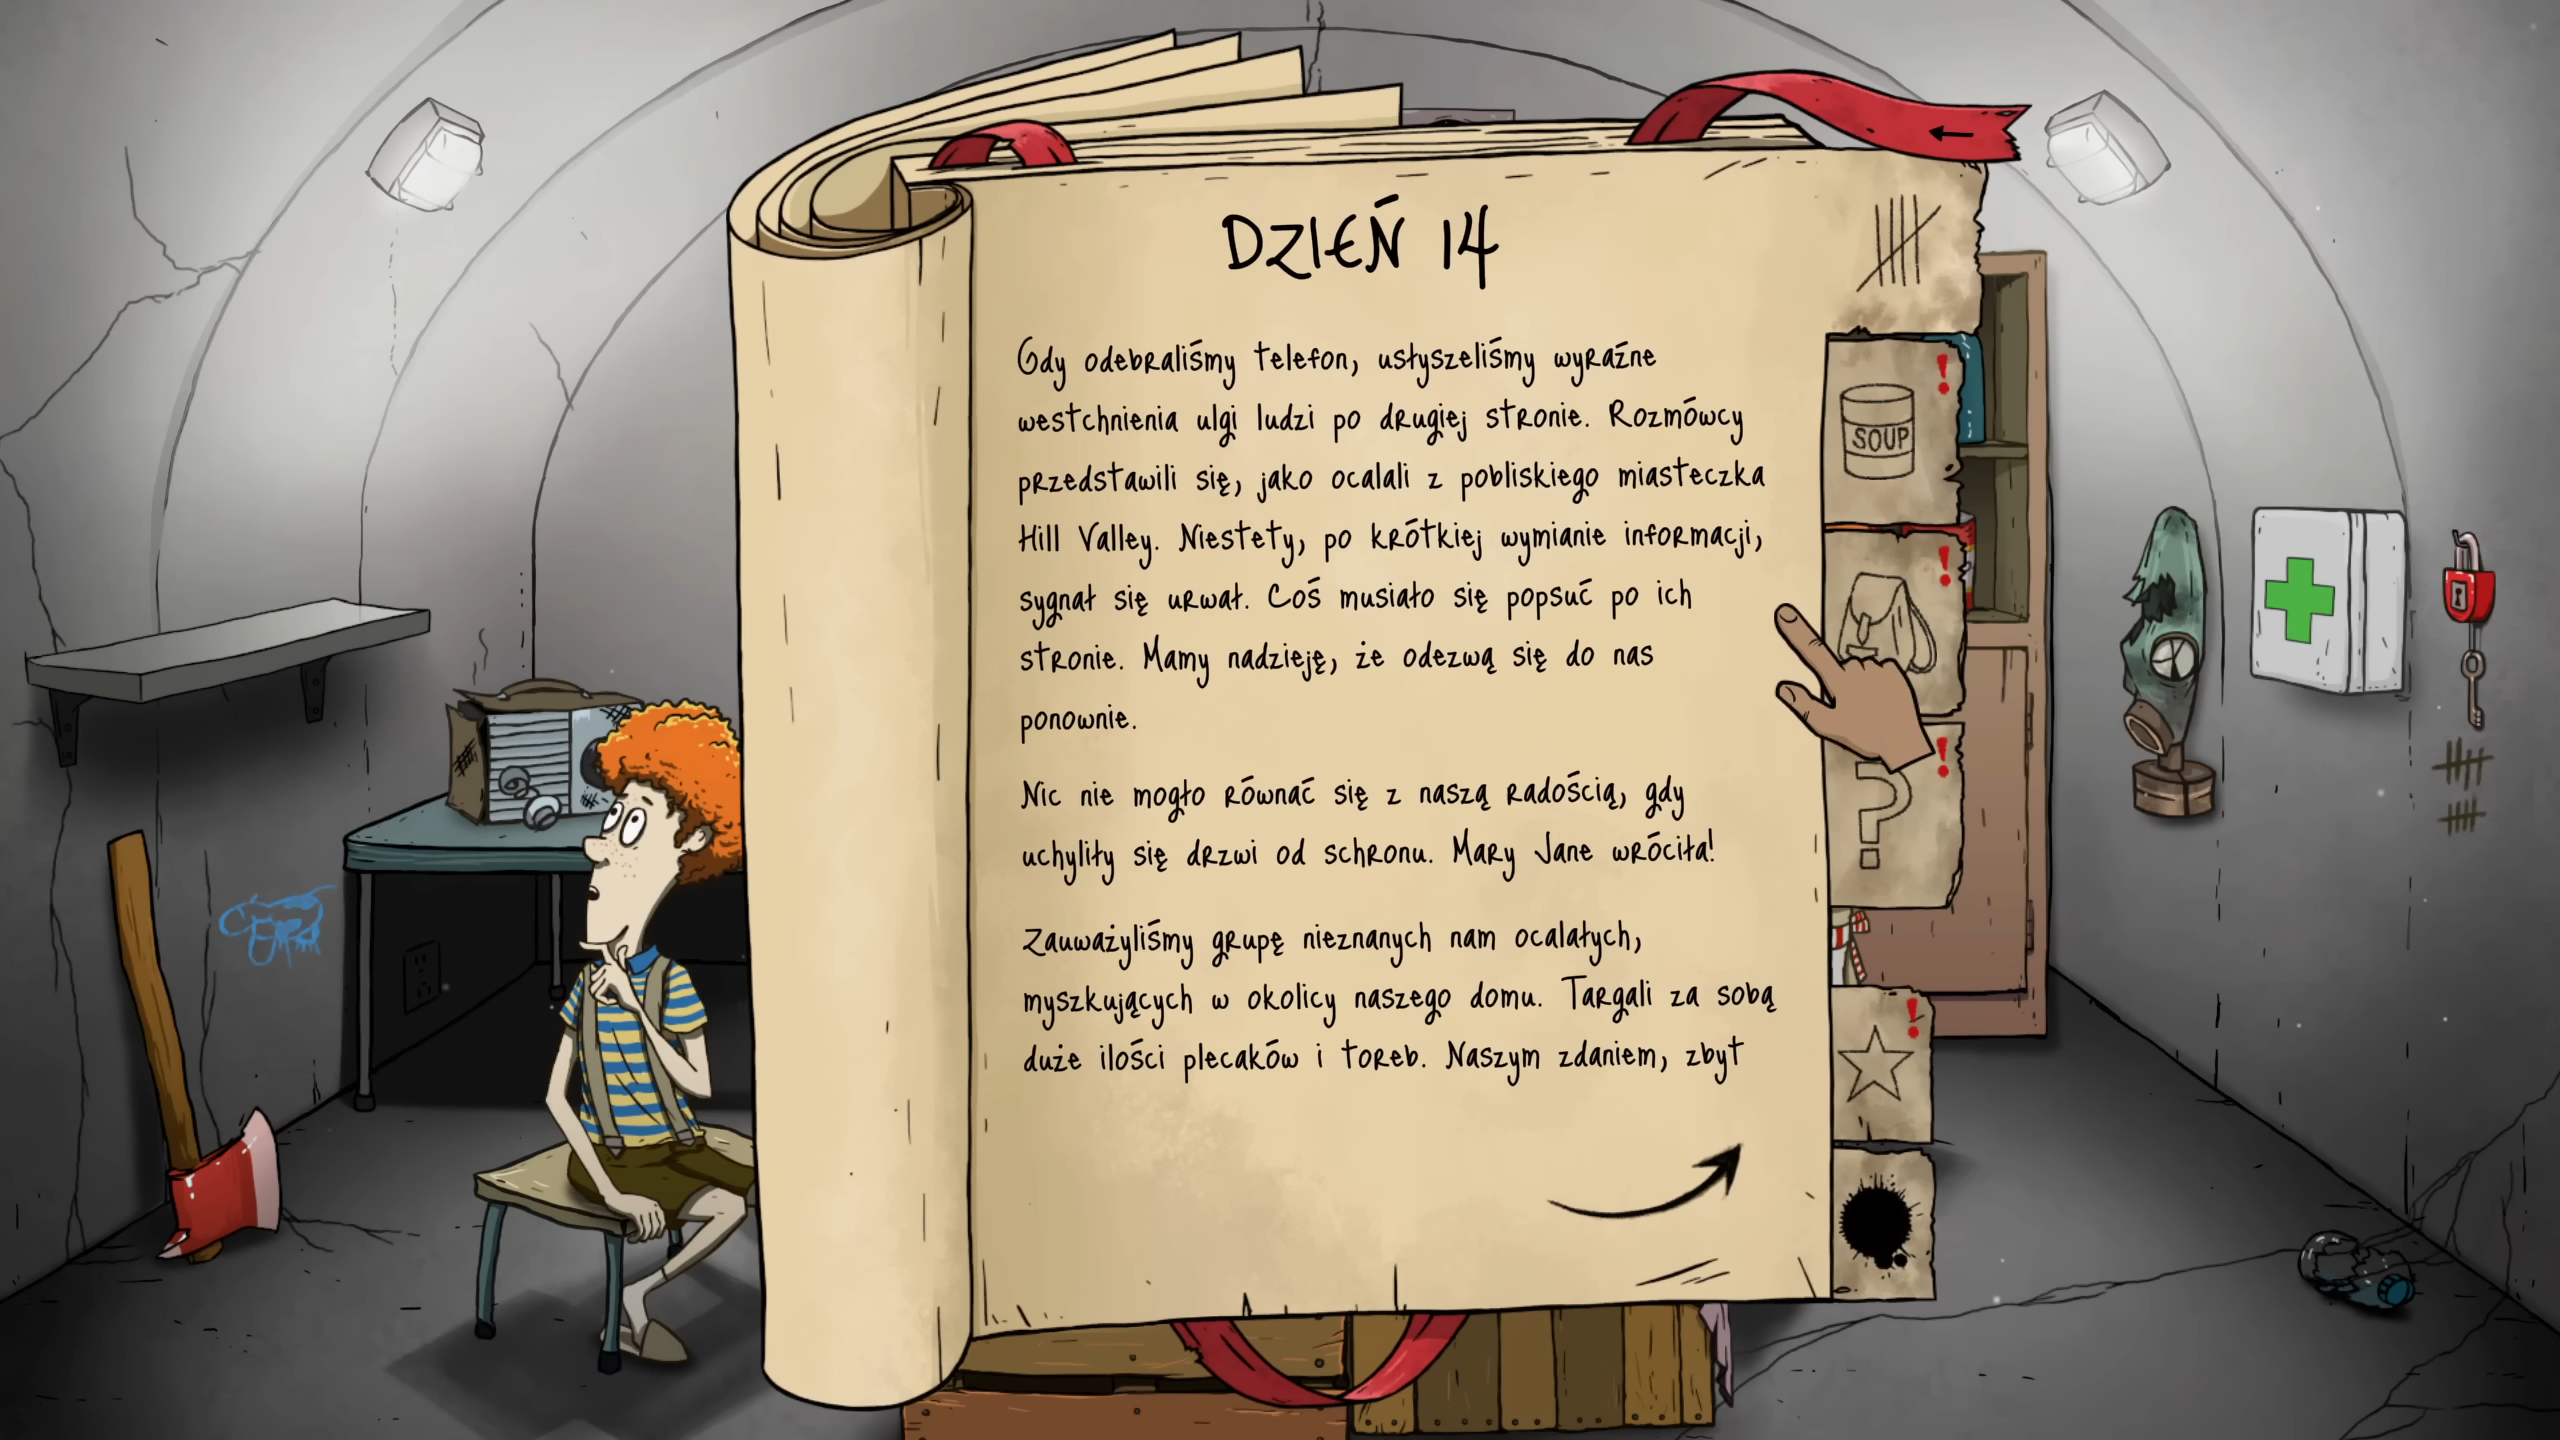 DZIEŃ 14
Gdy odebraliśmy telefon, usłyszeliśmy wyraźne
westchnienia ulgi ludzi po drugiej stronie. Rozmówcy
przedstawili się, jako ocalali z pobliskiego miasteczka
Hill Valley. Niestety, po krótkiej wymianie informacji,
sygnał się urwał. Coś musiało się popsuć po ich
stronie. Mamy nadzieję, że odezwą się do nas
ponownie.
Nic nie mogło równać się z naszą radością, gdy
uchyliły się drzwi od schronu. Mary Jane wróciła!
Zauważyliśmy grupę nieznanych nam ocalałych,
myszkujących w okolicy naszego domu. Targali za sobą
duże ilości plecaków i toreb. Naszym zdaniem, zbyt
!
SOUP
!
!
?
!